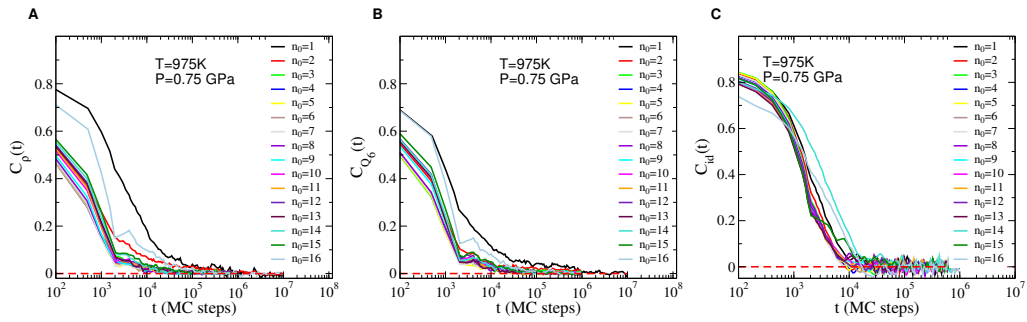 A
T=975K
P=0.75 GPa
n0=1
n0=2
n0=3
n0=4
n0=5
n0=6
n0=7
n0=8
n0=9
n0=10
n0=11
n0=12
n0=13
n0=14
n0=15
n0=16
Cρ(t)
0.8
0.6
0.4
0.2
0
10^2 10^3 10^4 10^5 10^6 10^7 10^8
t (MC steps)
B
T=975K
P=0.75 GPa
n0=1
n0=2
n0=3
n0=4
n0=5
n0=6
n0=7
n0=8
n0=9
n0=10
n0=11
n0=12
n0=13
n0=14
n0=15
n0=16
CQ6(t)
0.8
0.6
0.4
0.2
0
10^2 10^3 10^4 10^5 10^6 10^7 10^8
t (MC steps)
C
T=975K
P=0.75 GPa
n0=1
n0=2
n0=3
n0=4
n0=5
n0=6
n0=7
n0=8
n0=9
n0=10
n0=11
n0=12
n0=13
n0=14
n0=15
n0=16
Cid(t)
1
0.8
0.6
0.4
0.2
0
10^2 10^3 10^4 10^5 10^6 10^7
t (MC steps)